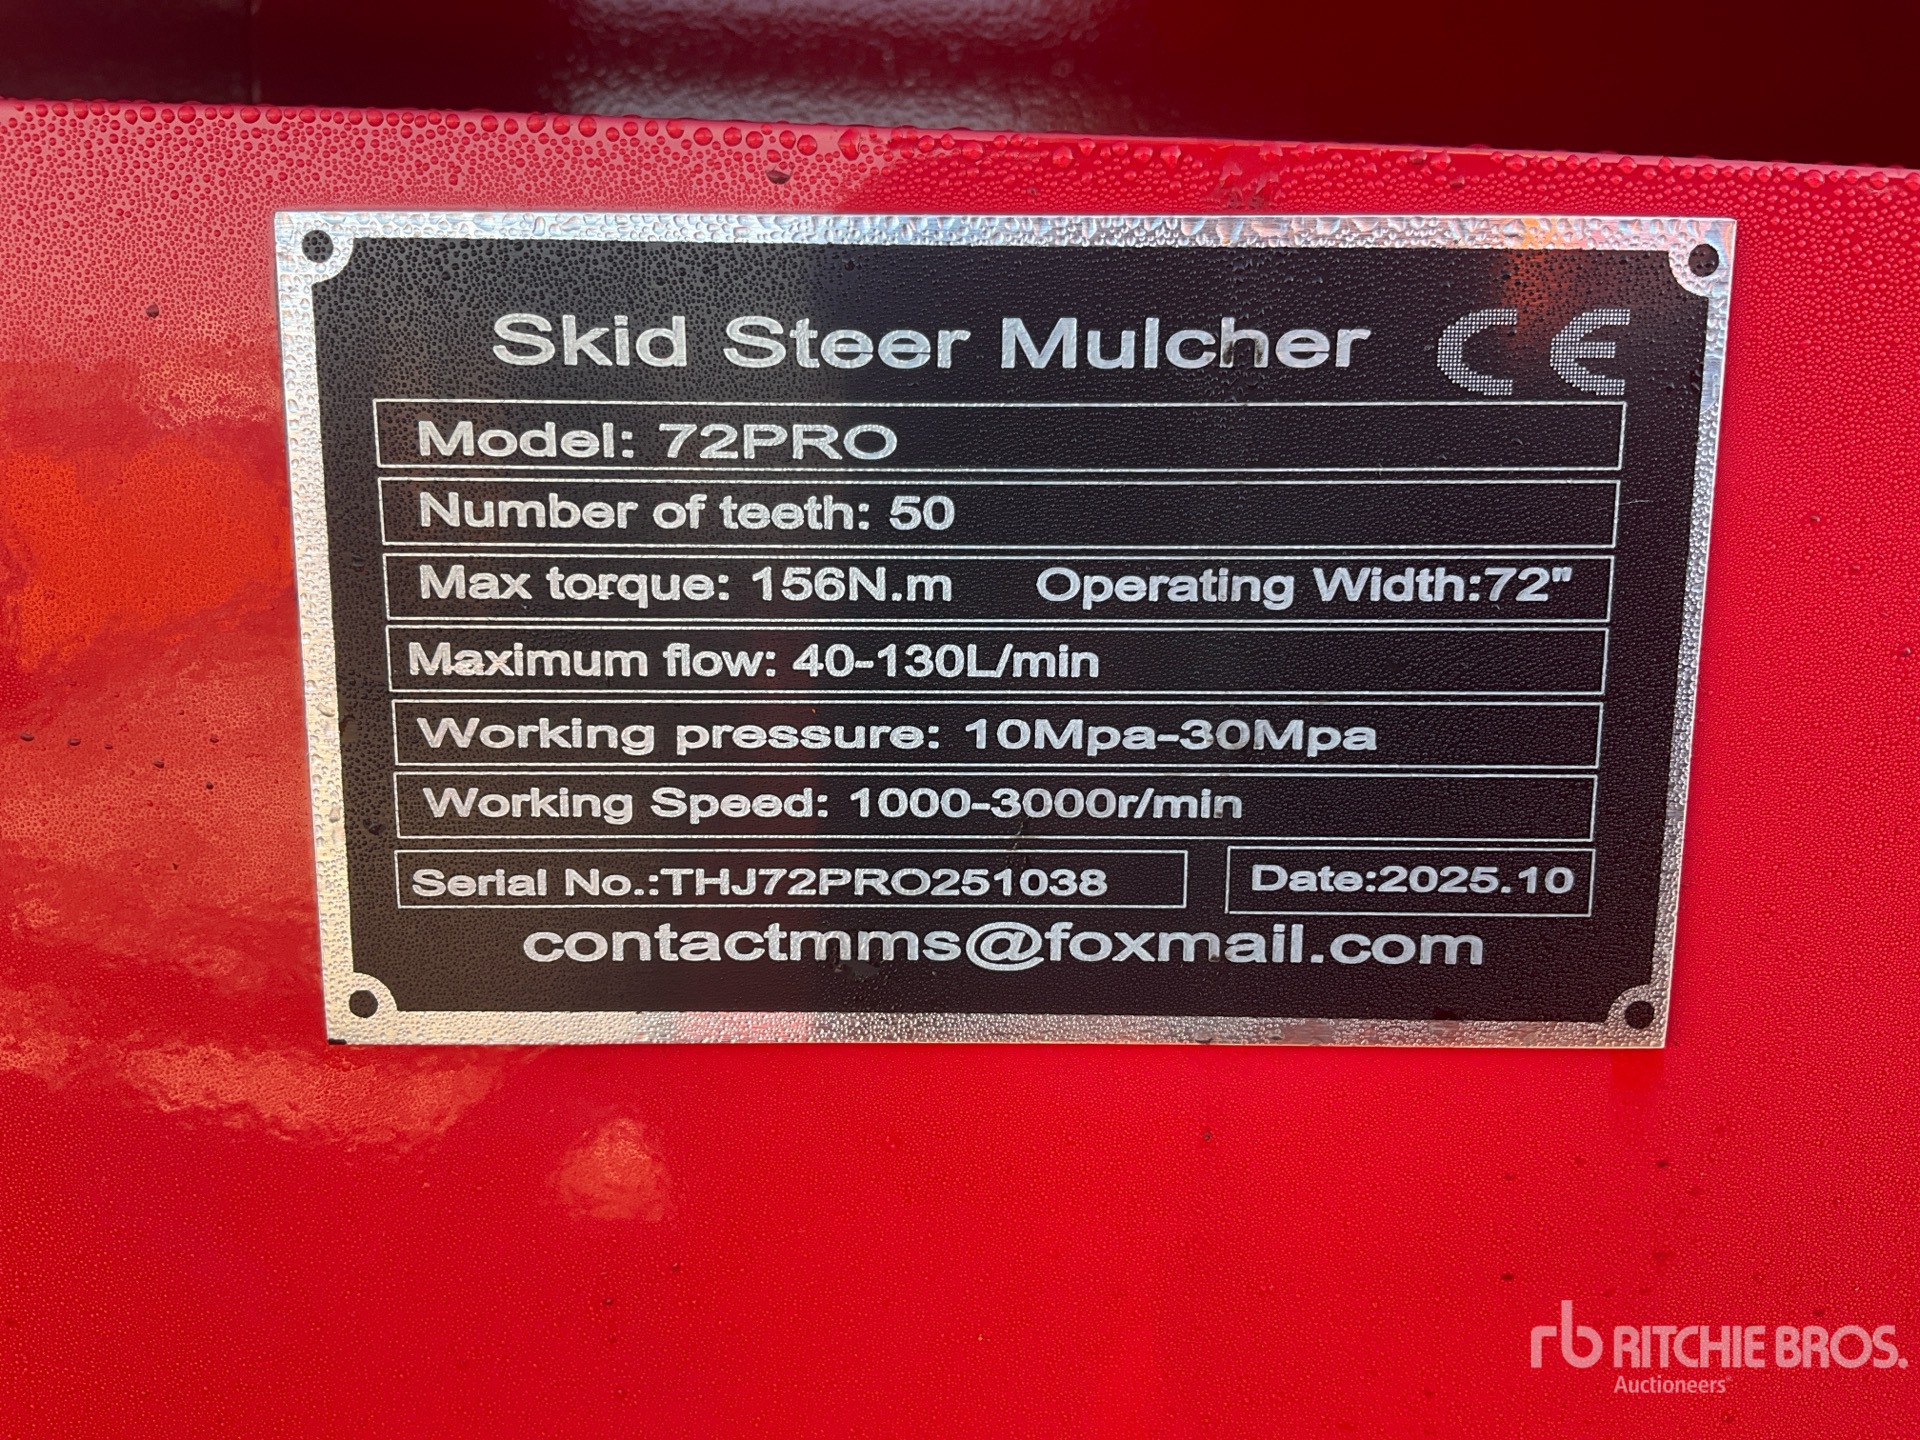 Skid Steer Mulcher CE
Model: 72PRO
Number of teeth: 50
Max torque: 156N.m Operating Width:72"
Maximum flow: 40-130L/min
Working pressure: 10Mpa-30Mpa
Working Speed: 1000-3000r/min
Serial No.:THJ72PRO251038 Date:2025.10
contactmms@foxmail.com
rb RITCHIE BROS.
Auctioneers